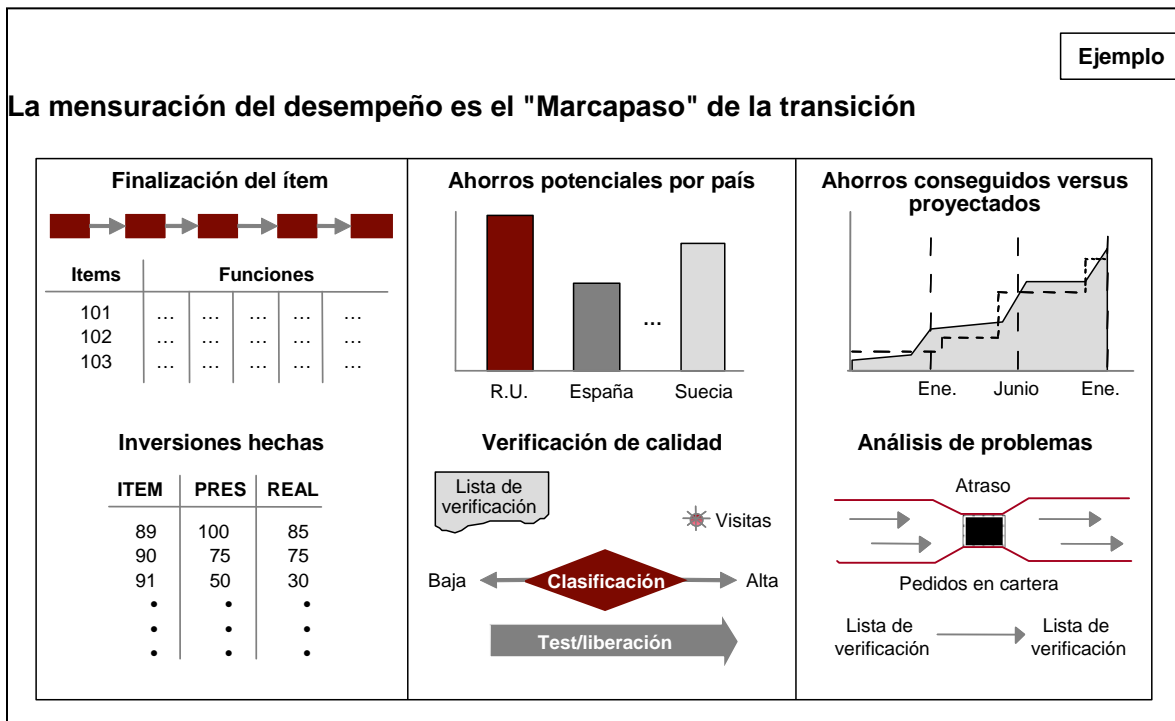 Ejemplo
La mensuración del desempeño es el "Marcapaso" de la transición
Finalización del ítem
Items Funciones
101 … … … … …
102 … … … … …
103 … … … … …
Ahorros potenciales por país
...
R.U. España Suecia
Ahorros conseguidos versus
proyectados
Ene. Junio Ene.
Inversiones hechas
ITEM PRES REAL
89 100 85
90 75 75
91 50 30
• • •
• • •
• • •
Verificación de calidad
Lista de
verificación
Visitas
Baja Clasificación Alta
Test/liberación
Análisis de problemas
Atraso
Pedidos en cartera
Lista de
verificación
Lista de
verificación